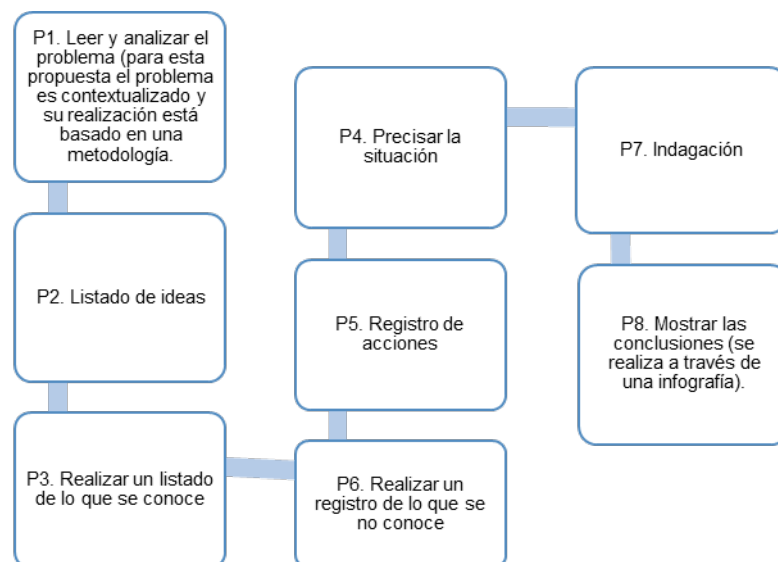 P1. Leer y analizar el
problema (para esta
propuesta el problema
es contextualizado y
su realización está
basado en una
metodología.
P2. Listado de ideas
P3. Realizar un listado
de lo que se conoce
P4. Precisar la
situación
P5. Registro de
acciones
P6. Realizar un
registro de lo que se
no conoce
P7. Indagación
P8. Mostrar las
conclusiones (se
realiza a través de
una infografía).